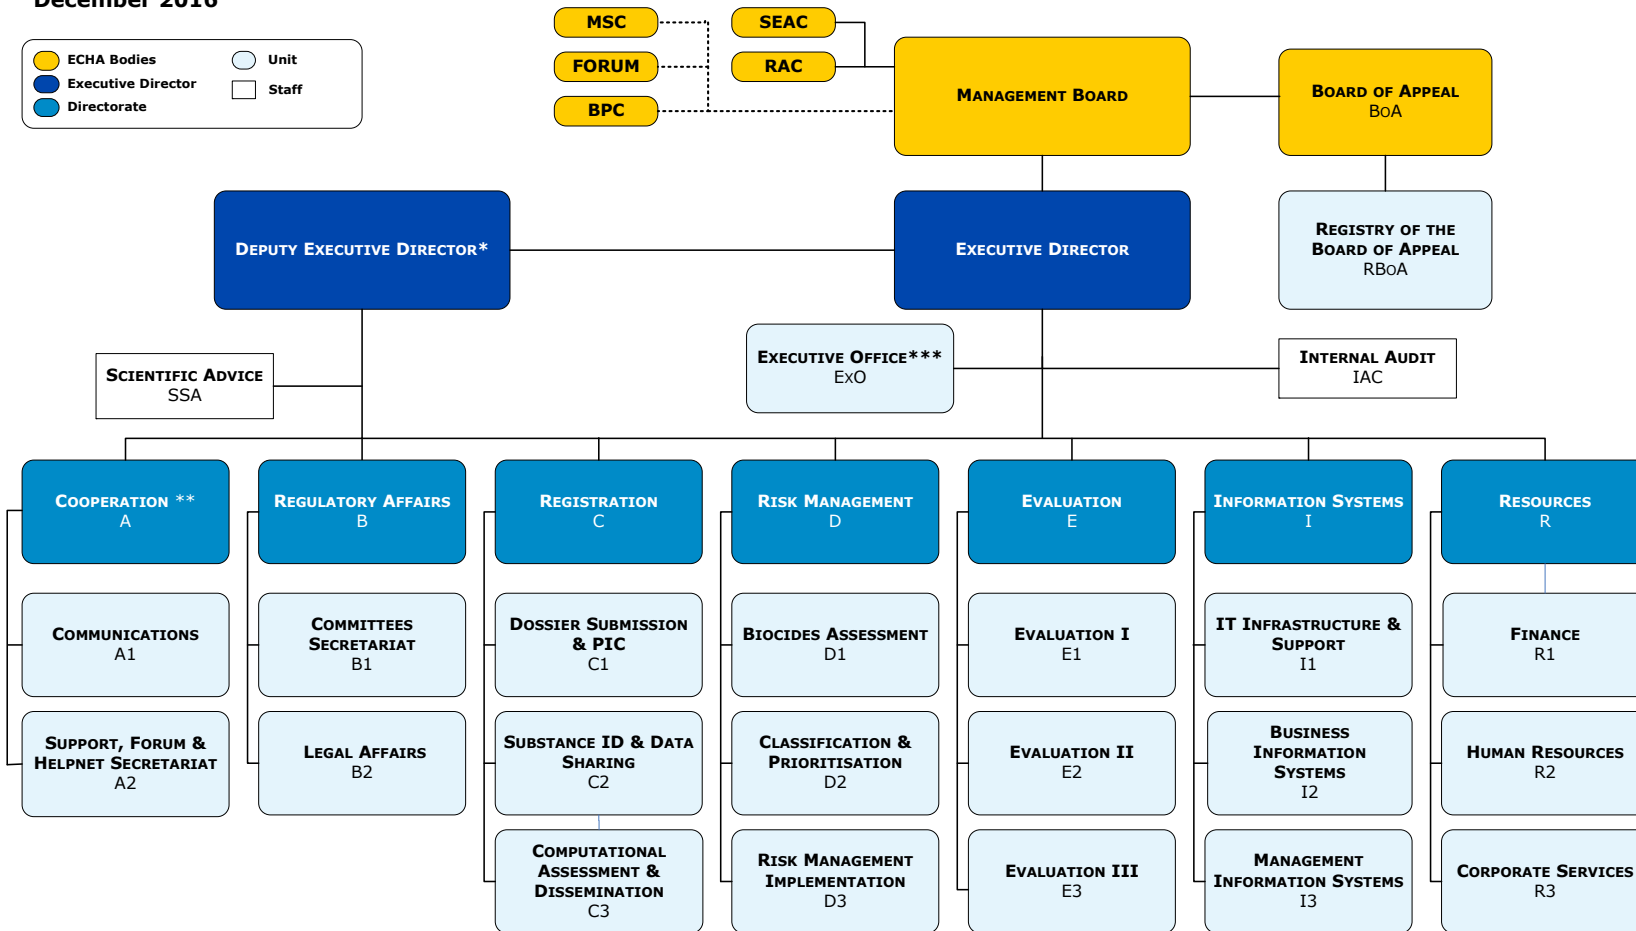 December 2016
ECHA Bodies
Executive Director
Directorate
Unit
Staff
MSC
FORUM
BPC
SEAC
RAC
MANAGEMENT BOARD
BOARD OF APPEAL
BOA
DEPUTY EXECUTIVE DIRECTOR*
EXECUTIVE DIRECTOR
REGISTRY OF THE
BOARD OF APPEAL
RBOA
SCIENTIFIC ADVICE
SSA
EXECUTIVE OFFICE***
EXO
INTERNAL AUDIT
IAC
COOPERATION **
A
REGULATORY AFFAIRS
B
REGISTRATION
C
RISK MANAGEMENT
D
EVALUATION
E
INFORMATION SYSTEMS
I
RESOURCES
R
COMMUNICATIONS
A1
COMMITTEES
SECRETARIAT
B1
DOSSIER SUBMISSION
& PIC
C1
BIOCIDES ASSESSMENT
D1
EVALUATION I
E1
IT INFRASTRUCTURE &
SUPPORT
I1
FINANCE
R1
SUPPORT, FORUM &
HELPNET SECRETARIAT
A2
LEGAL AFFAIRS
B2
SUBSTANCE ID & DATA
SHARING
C2
CLASSIFICATION &
PRIORITISATION
D2
EVALUATION II
E2
BUSINESS
INFORMATION
SYSTEMS
I2
HUMAN RESOURCES
R2
COMPUTATIONAL
ASSESSMENT &
DISSEMINATION
C3
RISK MANAGEMENT
IMPLEMENTATION
D3
EVALUATION III
E3
MANAGEMENT
INFORMATION SYSTEMS
I3
CORPORATE SERVICES
R3